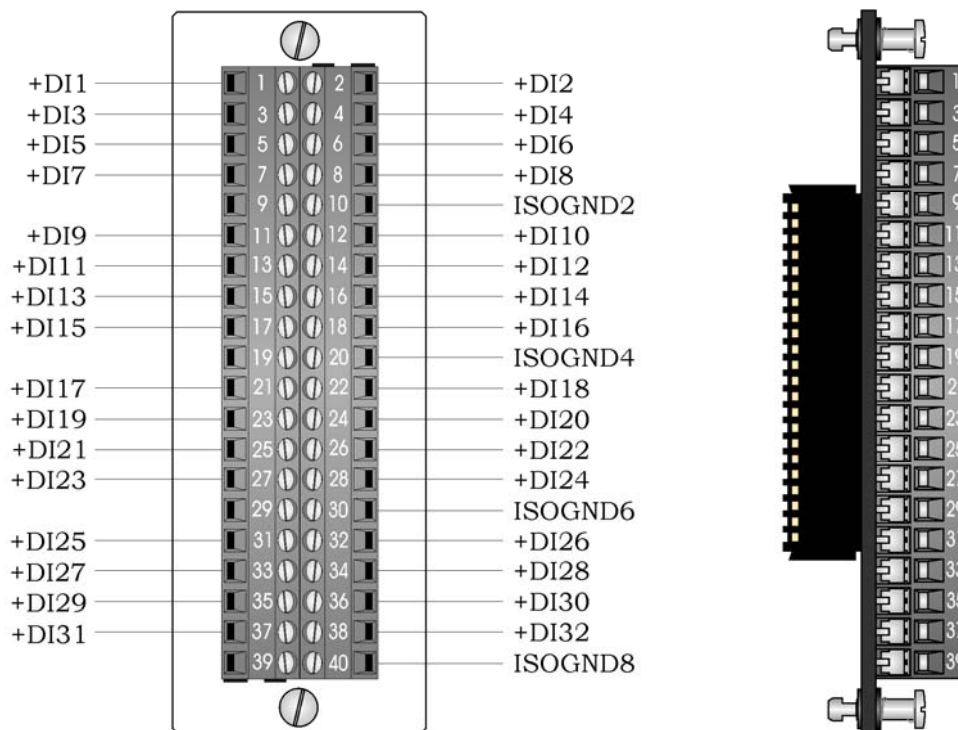 +DI1 1 2 +DI2
+DI3 3 4 +DI4
+DI5 5 6 +DI6
+DI7 7 8 +DI8
9 10 ISOGND2
+DI9 11 12 +DI10
+DI11 13 14 +DI12
+DI13 15 16 +DI14
+DI15 17 18 +DI16
19 20 ISOGND4
+DI17 21 22 +DI18
+DI19 23 24 +DI20
+DI21 25 26 +DI22
+DI23 27 28 +DI24
29 30 ISOGND6
+DI25 31 32 +DI26
+DI27 33 34 +DI28
+DI29 35 36 +DI30
+DI31 37 38 +DI32
39 40 ISOGND8